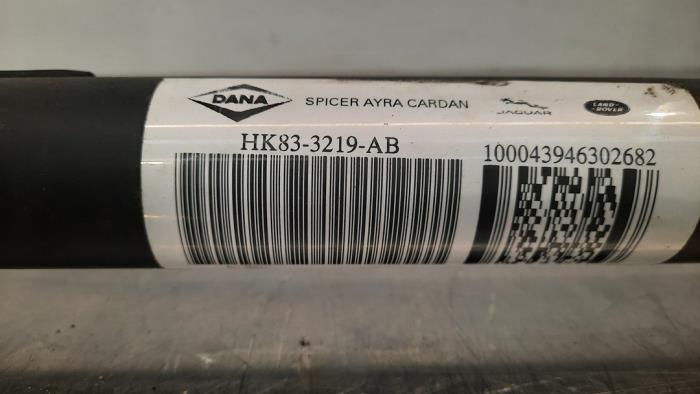 DANA SPICER AYRA CARDAN JAGUAR LAND-ROVER
HK83-3219-AB 100043946302682